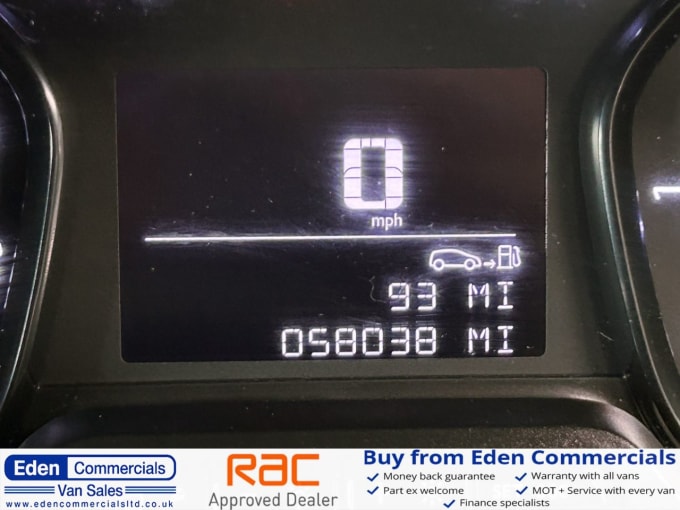 0
mph
93 MI
058038 MI
1
Eden Commercials
Van Sales
www.edencommercialsltd.co.uk
RAC
Approved Dealer
Buy from Eden Commercials
✓ Money back guarantee ✓ Warranty with all vans
✓ Part ex welcome ✓ MOT + Service with every van
✓ Finance specialists